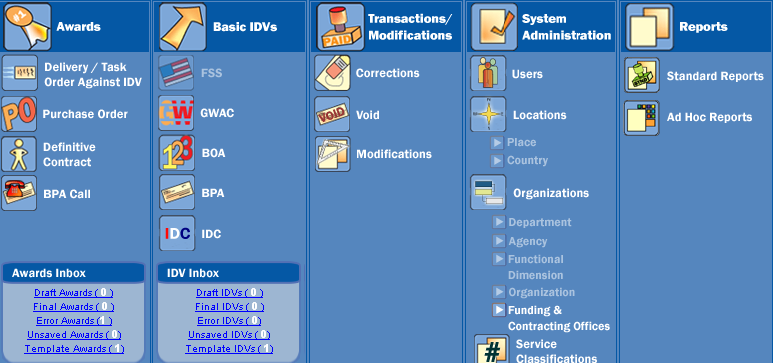 #1
Awards
Delivery / Task
Order Against IDV
PO
Purchase Order
Definitive
Contract
BPA Call
Awards Inbox
Draft Awards ( 0 )
Final Awards ( 0 )
Error Awards ( 1 )
Unsaved Awards ( 0 )
Template Awards ( 1 )
Basic IDVs
FSS
GW
GWAC
123
BOA
BPA
IDC
IDC
IDV Inbox
Draft IDVs ( 0 )
Final IDVs ( 0 )
Error IDVs ( 0 )
Unsaved IDVs ( 0 )
Template IDVs ( 1 )
PAID
Transactions/
Modifications
Corrections
VOID
Void
Modifications
System
Administration
Users
Locations
Place
Country
Organizations
Department
Agency
Functional
Dimension
Organization
Funding &
Contracting Offices
#
Service
Classifications
Reports
Standard Reports
Ad Hoc Reports